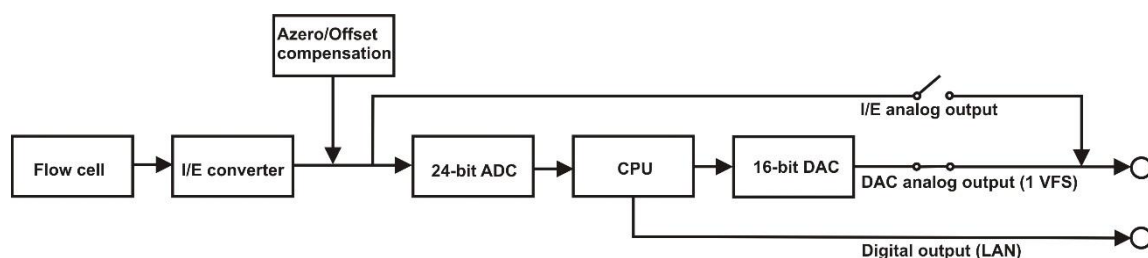 Azero/Offset
compensation
I/E analog output
Flow cell
I/E converter
24-bit ADC
CPU
16-bit DAC
DAC analog output (1 VFS)
Digital output (LAN)